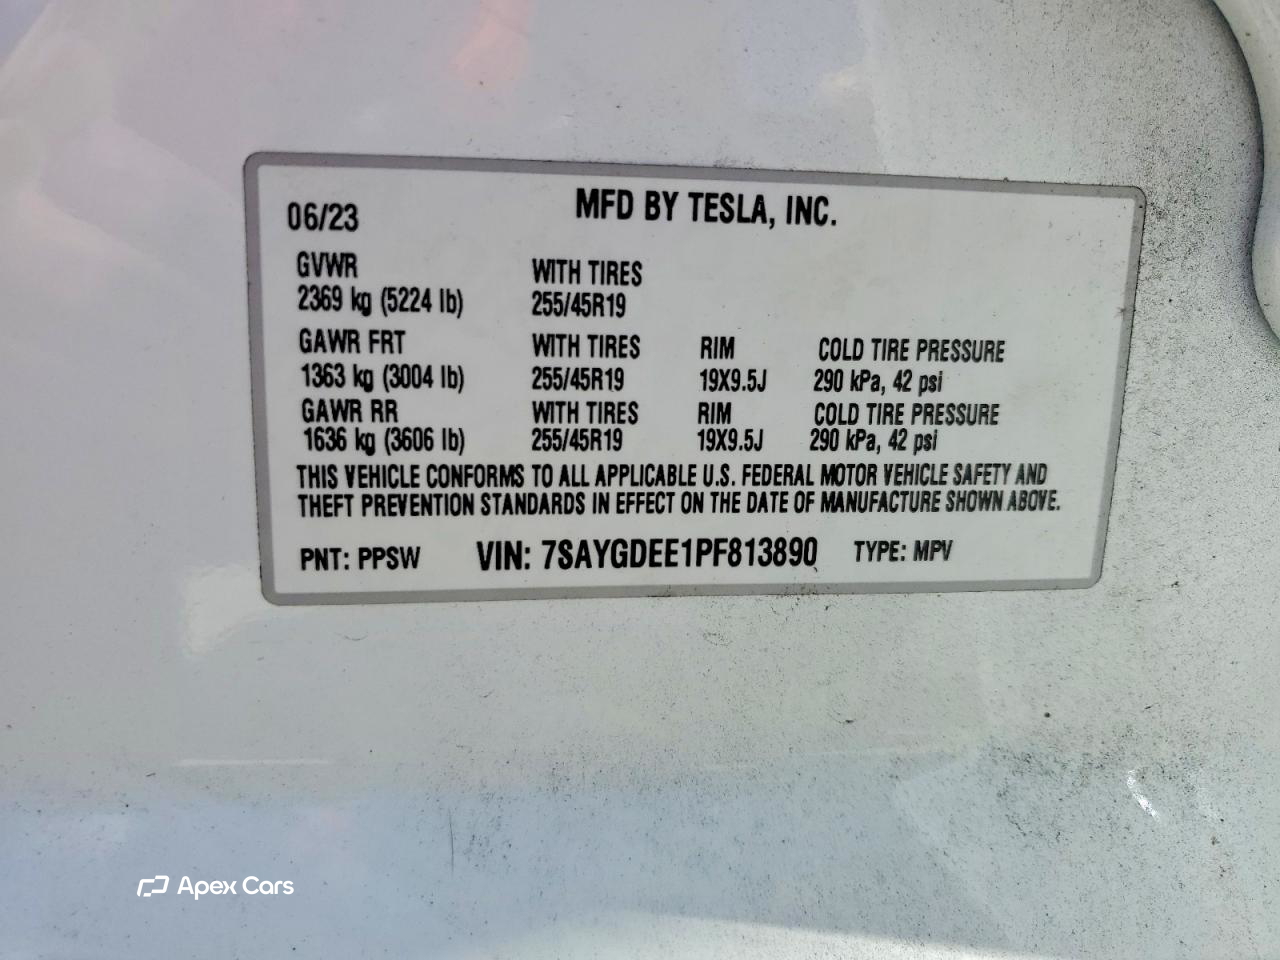 06/23 MFD BY TESLA, INC.
GVWR WITH TIRES
2369 kg (5224 lb) 255/45R19
GAWR FRT WITH TIRES RIM COLD TIRE PRESSURE
1363 kg (3004 lb) 255/45R19 19X9.5J 290 kPa, 42 psi
GAWR RR WITH TIRES RIM COLD TIRE PRESSURE
1636 kg (3606 lb) 255/45R19 19X9.5J 290 kPa, 42 psi
THIS VEHICLE CONFORMS TO ALL APPLICABLE U.S. FEDERAL MOTOR VEHICLE SAFETY AND
THEFT PREVENTION STANDARDS IN EFFECT ON THE DATE OF MANUFACTURE SHOWN ABOVE.
PNT: PPSW VIN: 7SAYGDEE1PF813890 TYPE: MPV
Apex Cars